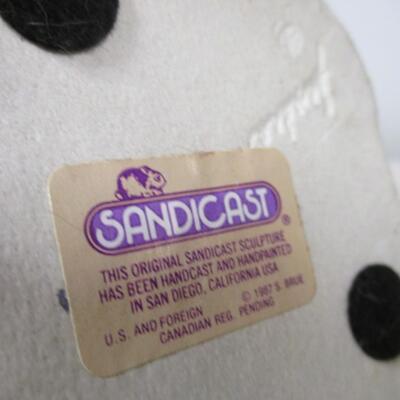 SANDICAST®
THIS ORIGINAL SANDICAST SCULPTURE
HAS BEEN HANDCAST AND HANDPAINTED
IN SAN DIEGO, CALIFORNIA USA
© 1987 S. BRUE
U.S. AND FOREIGN
CANADIAN REG. PENDING